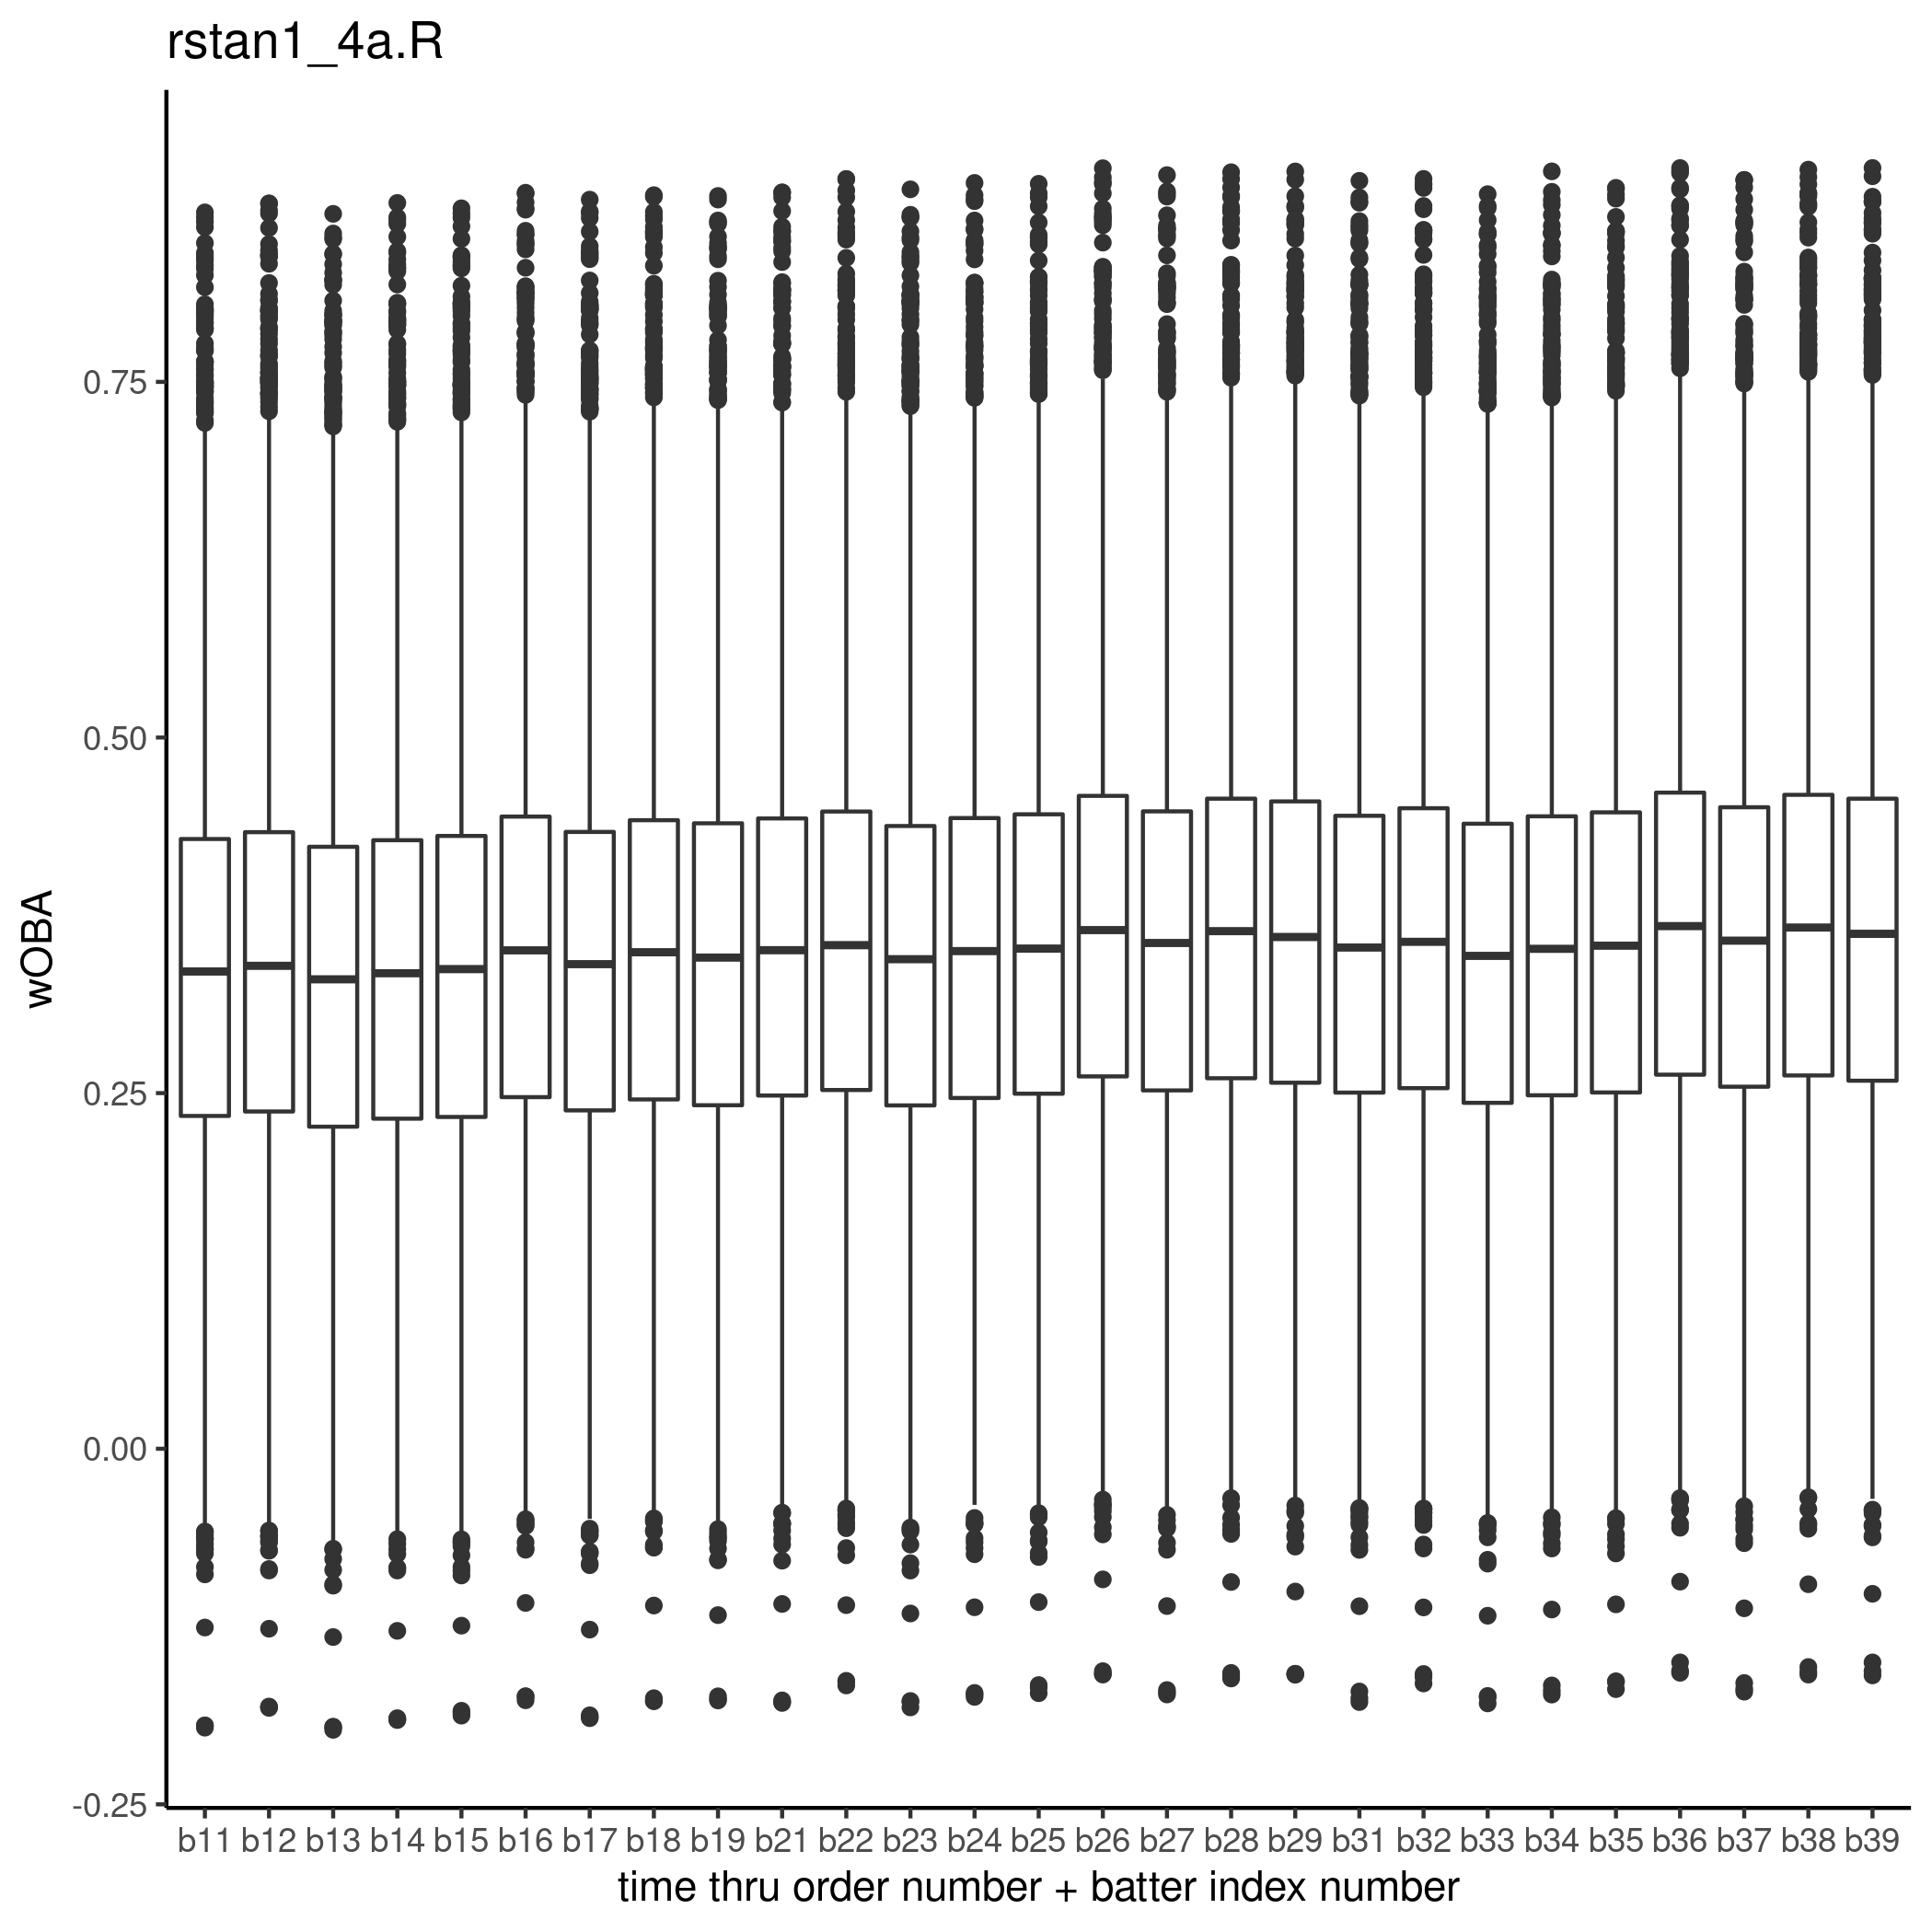 rstan1_4a.R
wOBA
0.75
0.50
0.25
0.00
-0.25
b11 b12 b13 b14 b15 b16 b17 b18 b19 b21 b22 b23 b24 b25 b26 b27 b28 b29 b31 b32 b33 b34 b35 b36 b37 b38 b39
time thru order number + batter index number